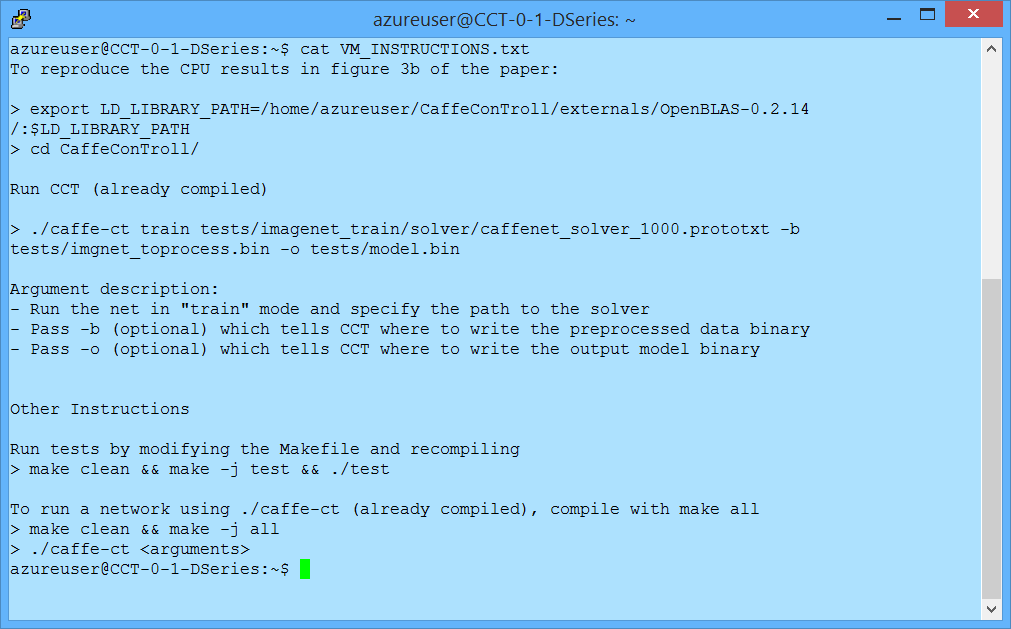 azureuser@CCT-0-1-DSeries: ~
azureuser@CCT-0-1-DSeries:~$ cat VM_INSTRUCTIONS.txt
To reproduce the CPU results in figure 3b of the paper:
> export LD_LIBRARY_PATH=/home/azureuser/CaffeConTroll/externals/OpenBLAS-0.2.14
/:$LD_LIBRARY_PATH
> cd CaffeConTroll/
Run CCT (already compiled)
> ./caffe-ct train tests/imagenet_train/solver/caffenet_solver_1000.prototxt -b
tests/imgnet_toprocess.bin -o tests/model.bin
Argument description:
- Run the net in "train" mode and specify the path to the solver
- Pass -b (optional) which tells CCT where to write the preprocessed data binary
- Pass -o (optional) which tells CCT where to write the output model binary
Other Instructions
Run tests by modifying the Makefile and recompiling
> make clean && make -j test && ./test
To run a network using ./caffe-ct (already compiled), compile with make all
> make clean && make -j all
> ./caffe-ct <arguments>
azureuser@CCT-0-1-DSeries:~$